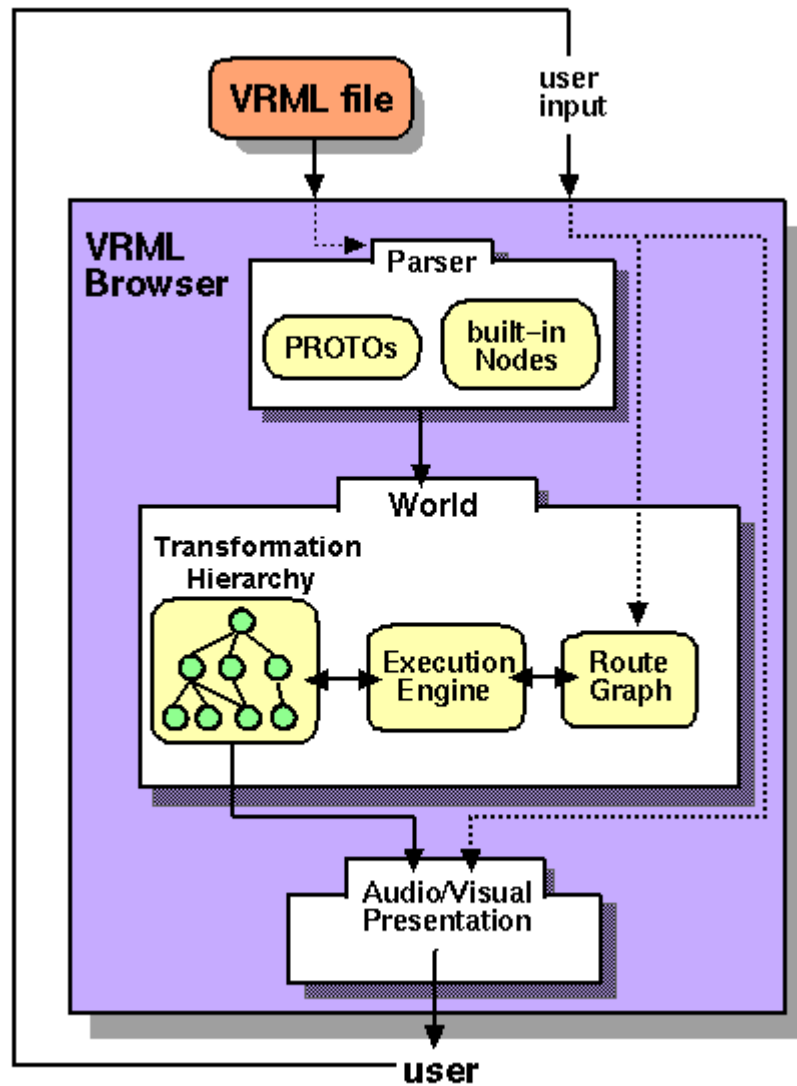 VRML file
user
input
VRML
Browser
Parser
PROTOs
built-in
Nodes
World
Transformation
Hierarchy
Execution
Engine
Route
Graph
Audio/Visual
Presentation
user